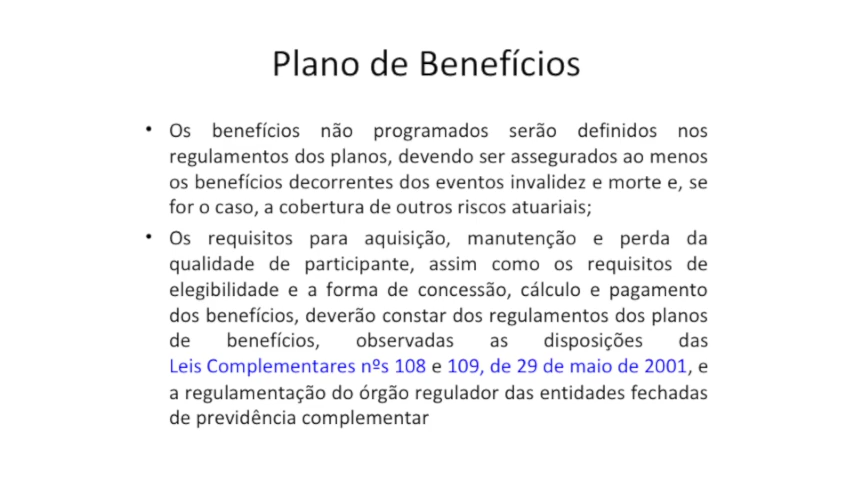 Plano de Benefícios
• Os benefícios não programados serão definidos nos
regulamentos dos planos, devendo ser assegurados ao menos
os benefícios decorrentes dos eventos invalidez e morte e, se
for o caso, a cobertura de outros riscos atuariais;
• Os requisitos para aquisição, manutenção e perda da
qualidade de participante, assim como os requisitos de
elegibilidade e a forma de concessão, cálculo e pagamento
dos benefícios, deverão constar dos regulamentos dos planos
de benefícios, observadas as disposições das
Leis Complementares nºs 108 e 109, de 29 de maio de 2001, e
a regulamentação do órgão regulador das entidades fechadas
de previdência complementar